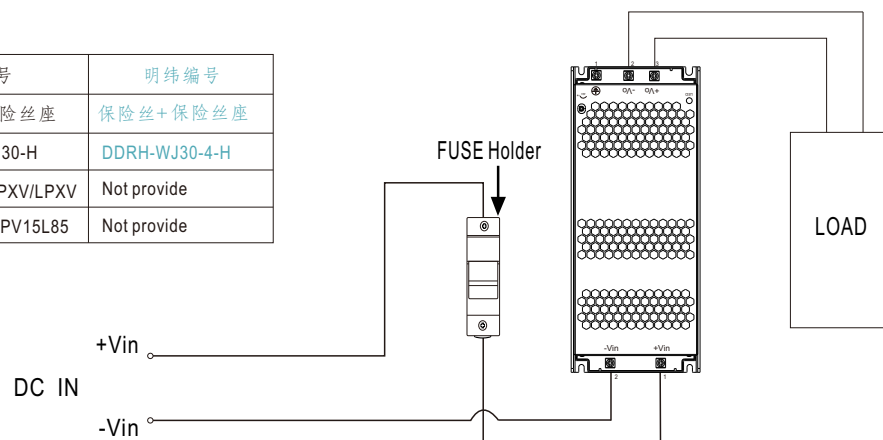 号 明纬编号
险丝座 保险丝+保险丝座
30-H DDRH-WJ30-4-H
PXV/LPXV Not provide
PV15L85 Not provide
FUSE Holder
1 2 3
-Vo +Vo
LOAD
-Vin +Vin
2 1
+Vin
DC IN
-Vin